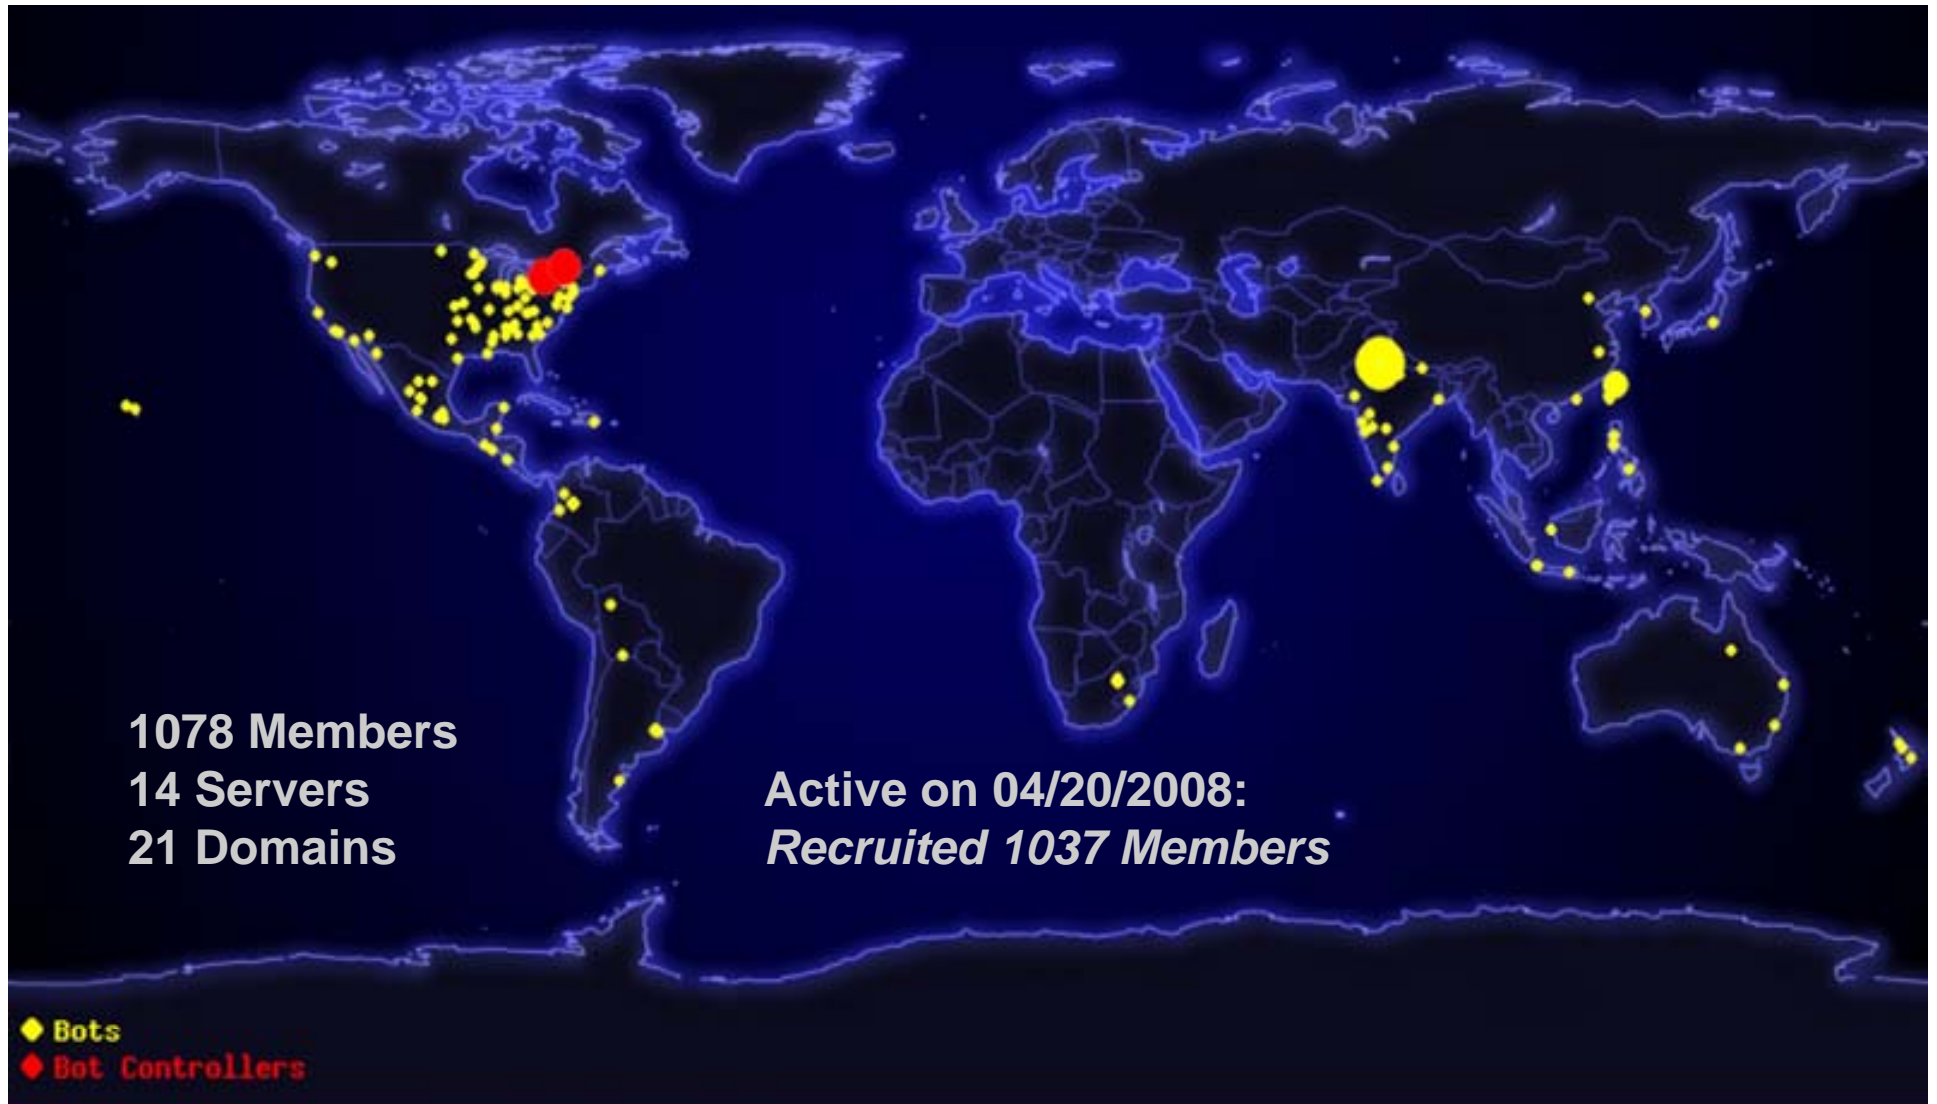 1078 Members
14 Servers
21 Domains
Active on 04/20/2008:
Recruited 1037 Members
Bots
Bot Controllers